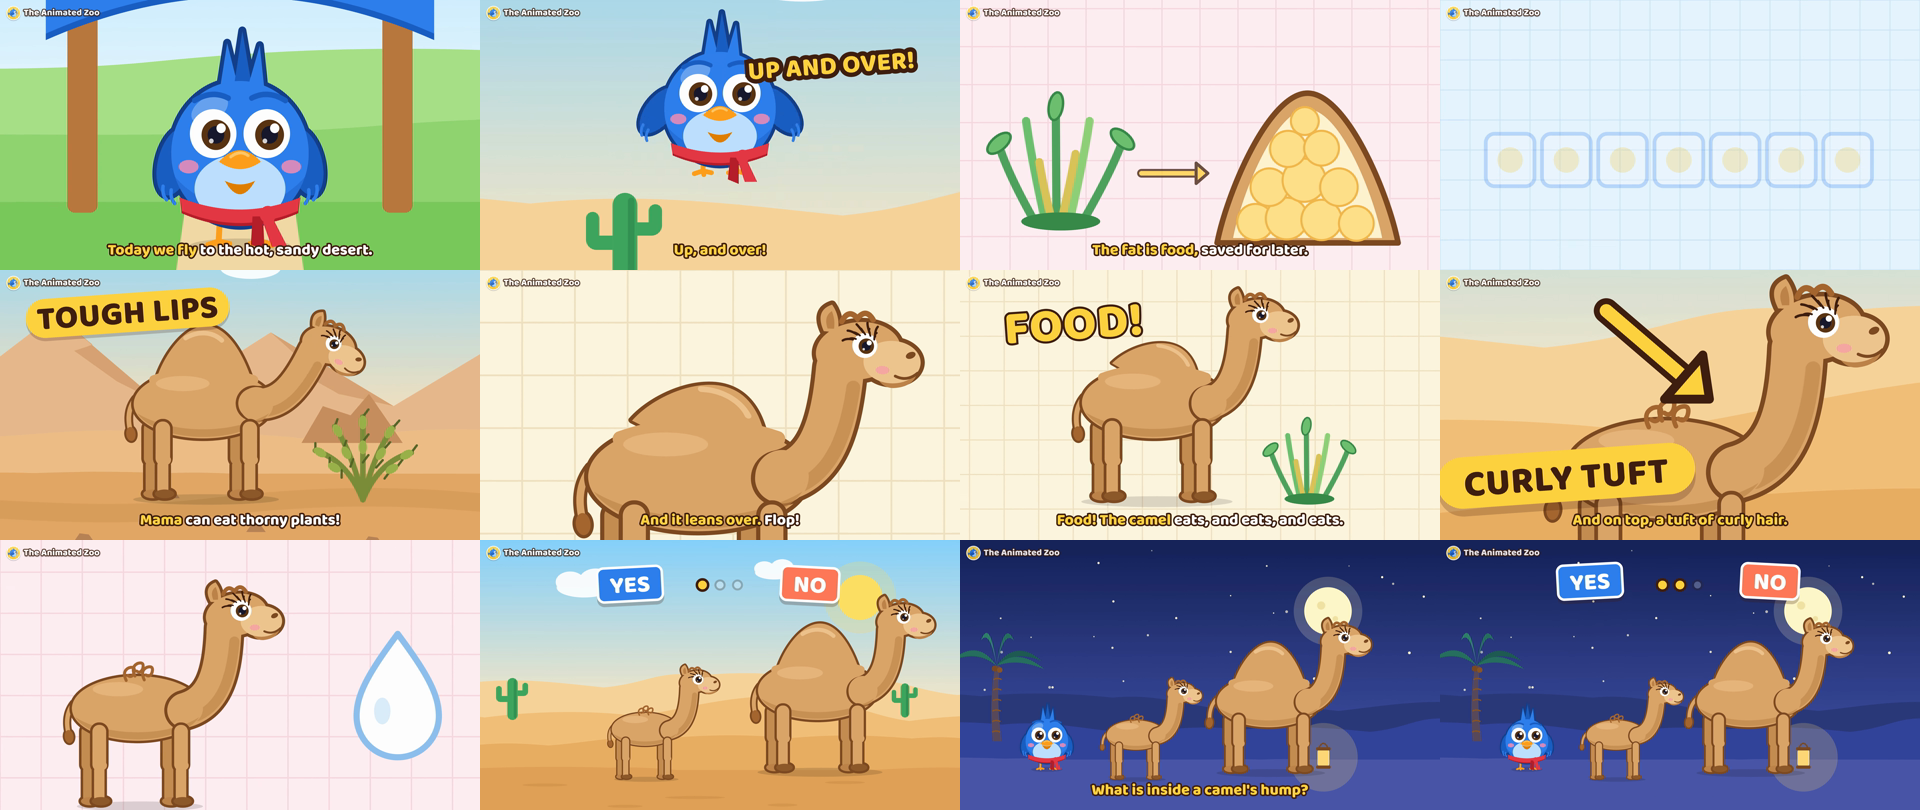 The Animated Zoo
Today we fly to the hot, sandy desert.
The Animated Zoo
UP AND OVER!
Up, and over!
The Animated Zoo
The fat is food, saved for later.
The Animated Zoo
The Animated Zoo
TOUGH LIPS
Mama can eat thorny plants!
The Animated Zoo
And it leans over. Flop!
The Animated Zoo
FOOD!
Food! The camel eats, and eats, and eats.
The Animated Zoo
CURLY TUFT
And on top, a tuft of curly hair.
The Animated Zoo
The Animated Zoo
YES
NO
The Animated Zoo
What is inside a camel's hump?
The Animated Zoo
YES
NO